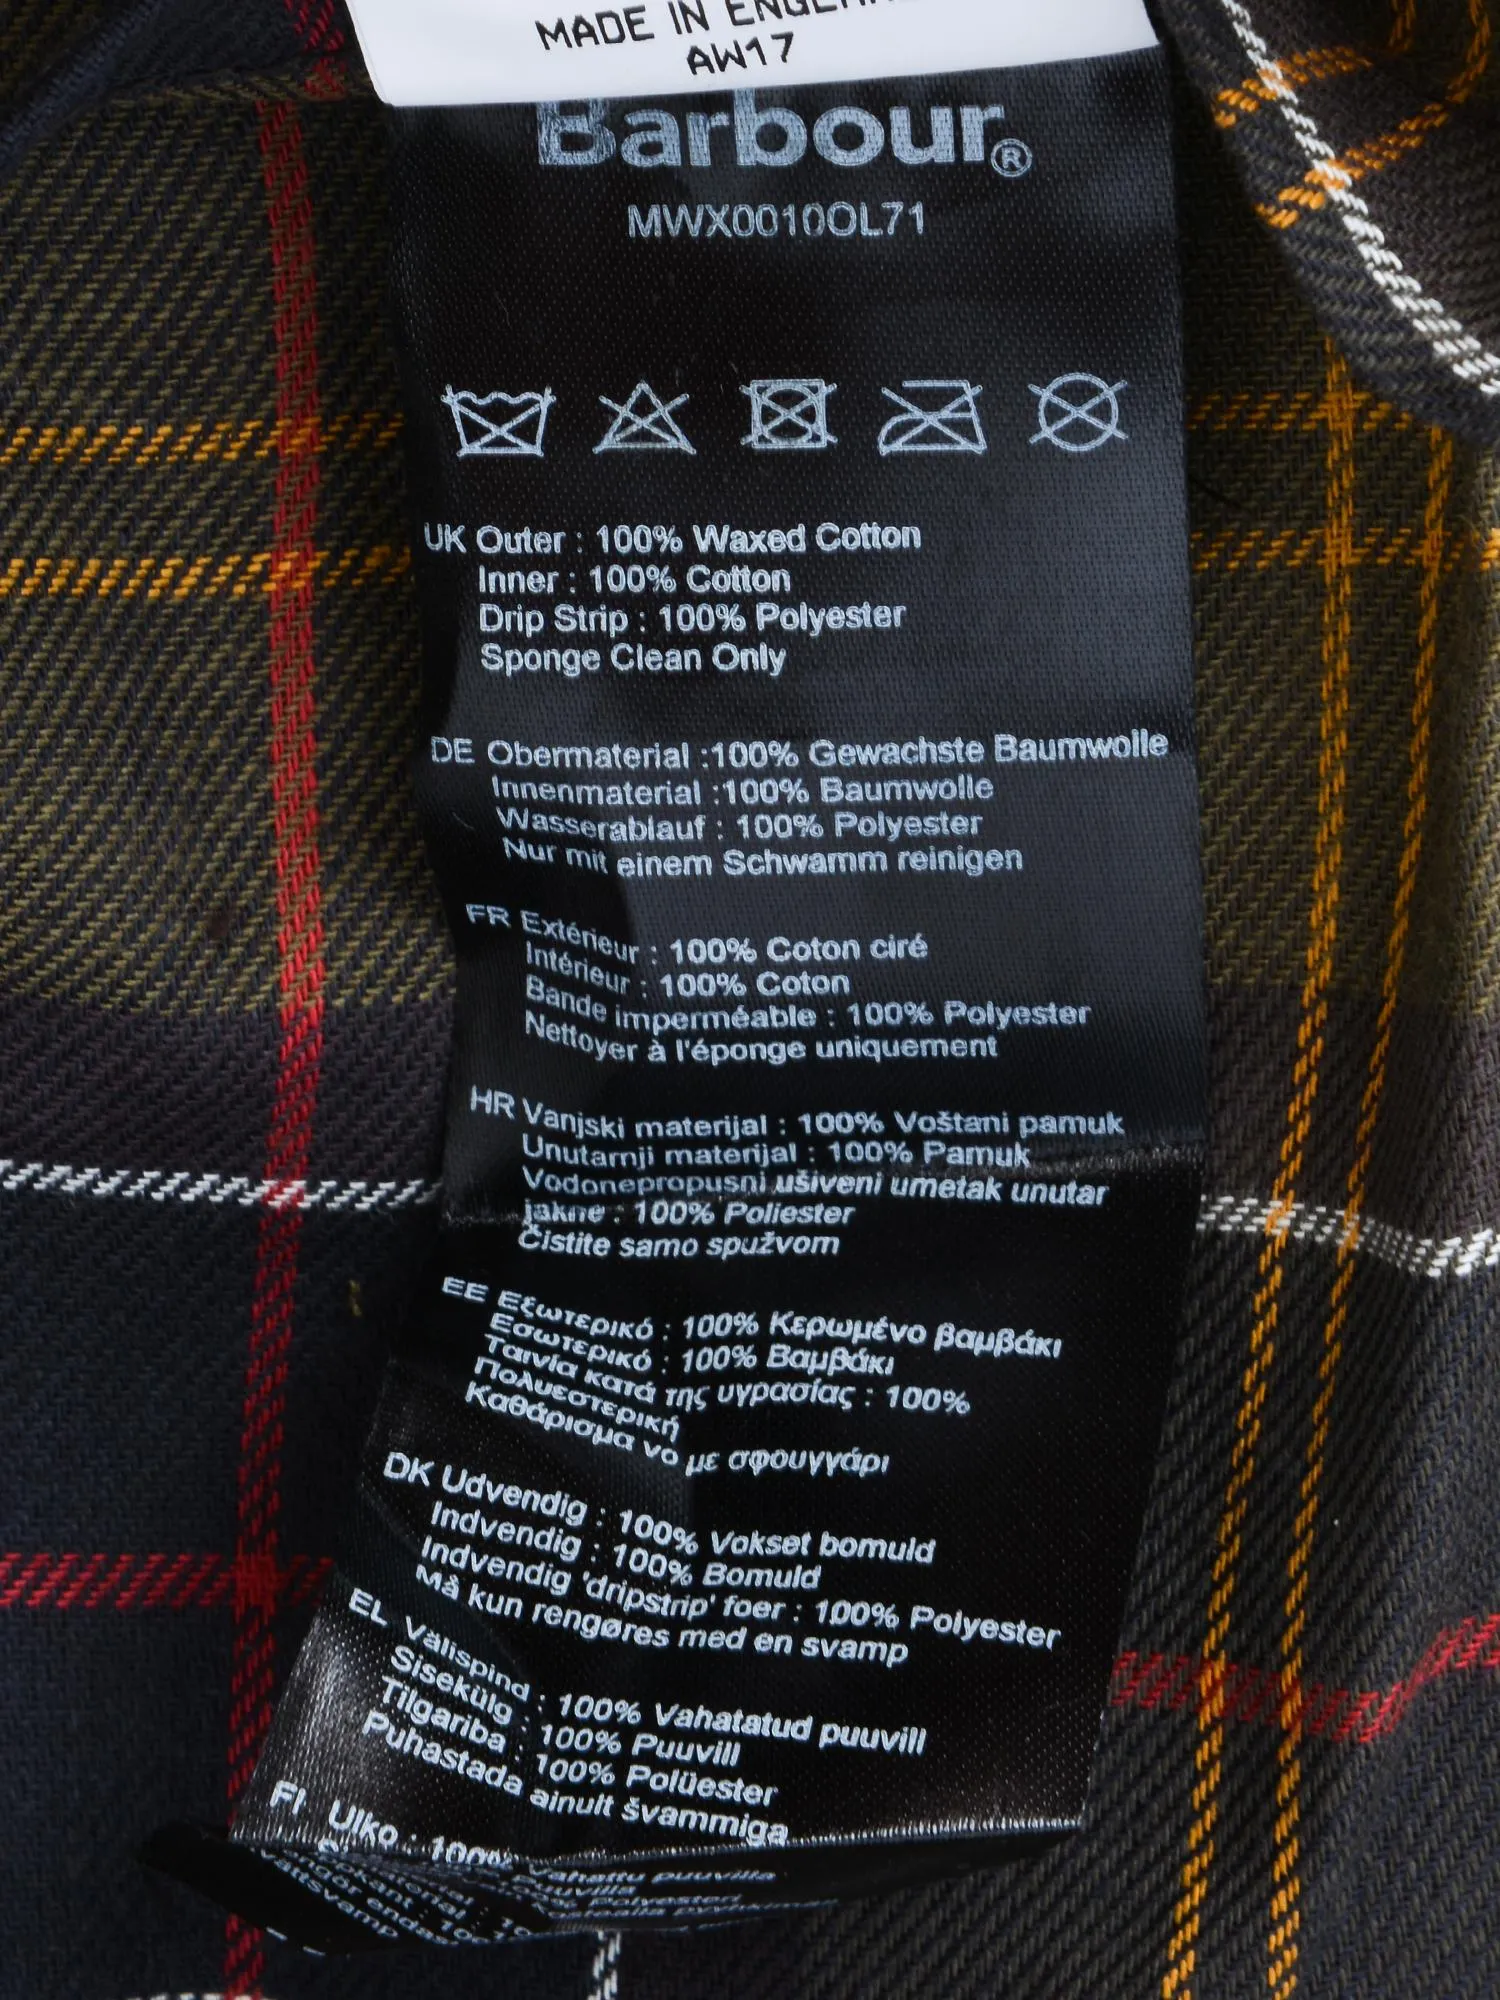 MADE IN
AW17
Barbour®
MWX0010OL71
UK Outer : 100% Waxed Cotton
Inner : 100% Cotton
Drip Strip : 100% Polyester
Sponge Clean Only
DE Obermaterial :100% Gewachste Baumwolle
Innenmaterial :100% Baumwolle
Wasserablauf : 100% Polyester
Nur mit einem Schwamm reinigen
FR Extérieur : 100% Coton ciré
Intérieur : 100% Coton
Bande imperméable : 100% Polyester
Nettoyer à l'éponge uniquement
HR Vanjski materijal : 100% Voštani pamuk
Unutarnji materijal : 100% Pamuk
Vodonepropusni ušiveni umetak unutar
jakne : 100% Poliester
Čistite samo spužvom
EE Εξωτερικό : 100% Κερωμένο βαμβάκι
Εσωτερικό : 100% Βαμβάκι
Ταινία κατά της υγρασίας : 100%
Πολυεστερική
Καθάρισμα νο με σφουγγάρι
DK Udvendig : 100% Vokset bomuld
Indvendig : 100% Bomuld
Indvendig 'dripstrip' foer : 100% Polyester
Må kun rengøres med en svamp
EL Välispind : 100% Vahatatud puuvill
Sisekülg : 100% Puuvill
Tilgariba : 100% Polüester
Puhastada ainult švammiga
FI Ulko : 100% Vahattu puuvilla
Puuvilla
Polyesteri